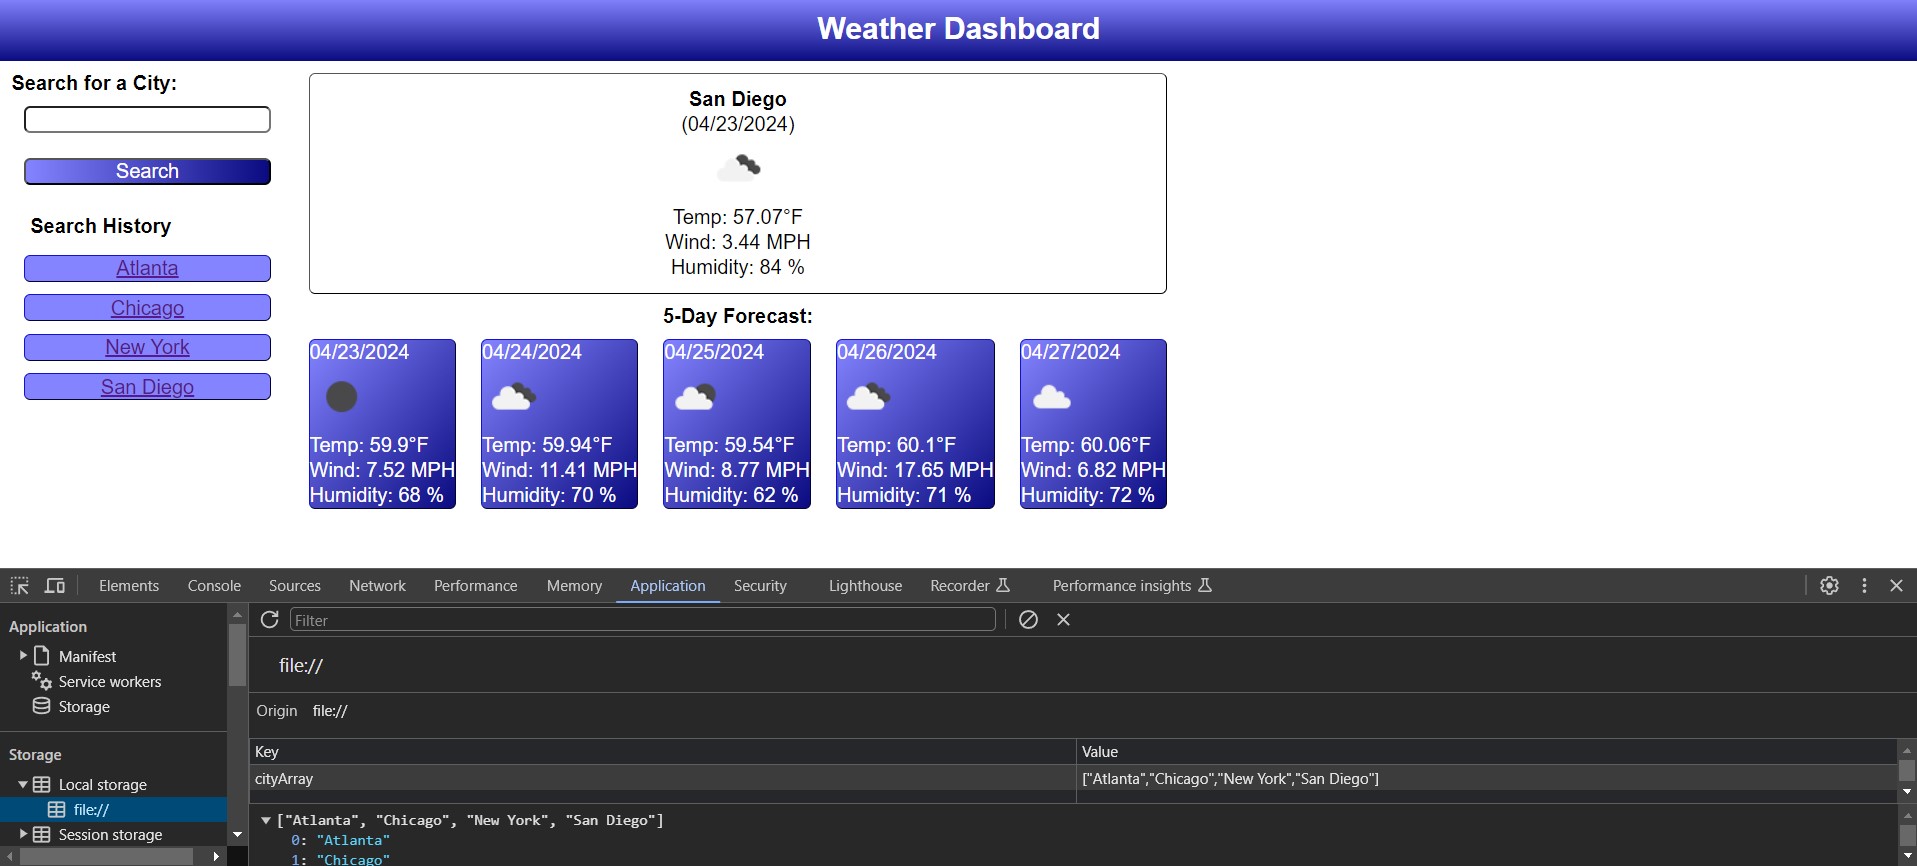 Weather Dashboard
Search for a City:
Search
Search History
Atlanta
Chicago
New York
San Diego
San Diego
(04/23/2024)
Temp: 57.07°F
Wind: 3.44 MPH
Humidity: 84 %
5-Day Forecast:
04/23/2024
Temp: 59.9°F
Wind: 7.52 MPH
Humidity: 68 %
04/24/2024
Temp: 59.94°F
Wind: 11.41 MPH
Humidity: 70 %
04/25/2024
Temp: 59.54°F
Wind: 8.77 MPH
Humidity: 62 %
04/26/2024
Temp: 60.1°F
Wind: 17.65 MPH
Humidity: 71 %
04/27/2024
Temp: 60.06°F
Wind: 6.82 MPH
Humidity: 72 %
Elements Console Sources Network Performance Memory Application Security Lighthouse Recorder Performance insights
Application
Manifest
Service workers
Storage
Storage
Local storage
file://
Session storage
Filter
file://
Origin file://
Key Value
cityArray ["Atlanta","Chicago","New York","San Diego"]
["Atlanta", "Chicago", "New York", "San Diego"]
0: "Atlanta"
1: "Chicago"